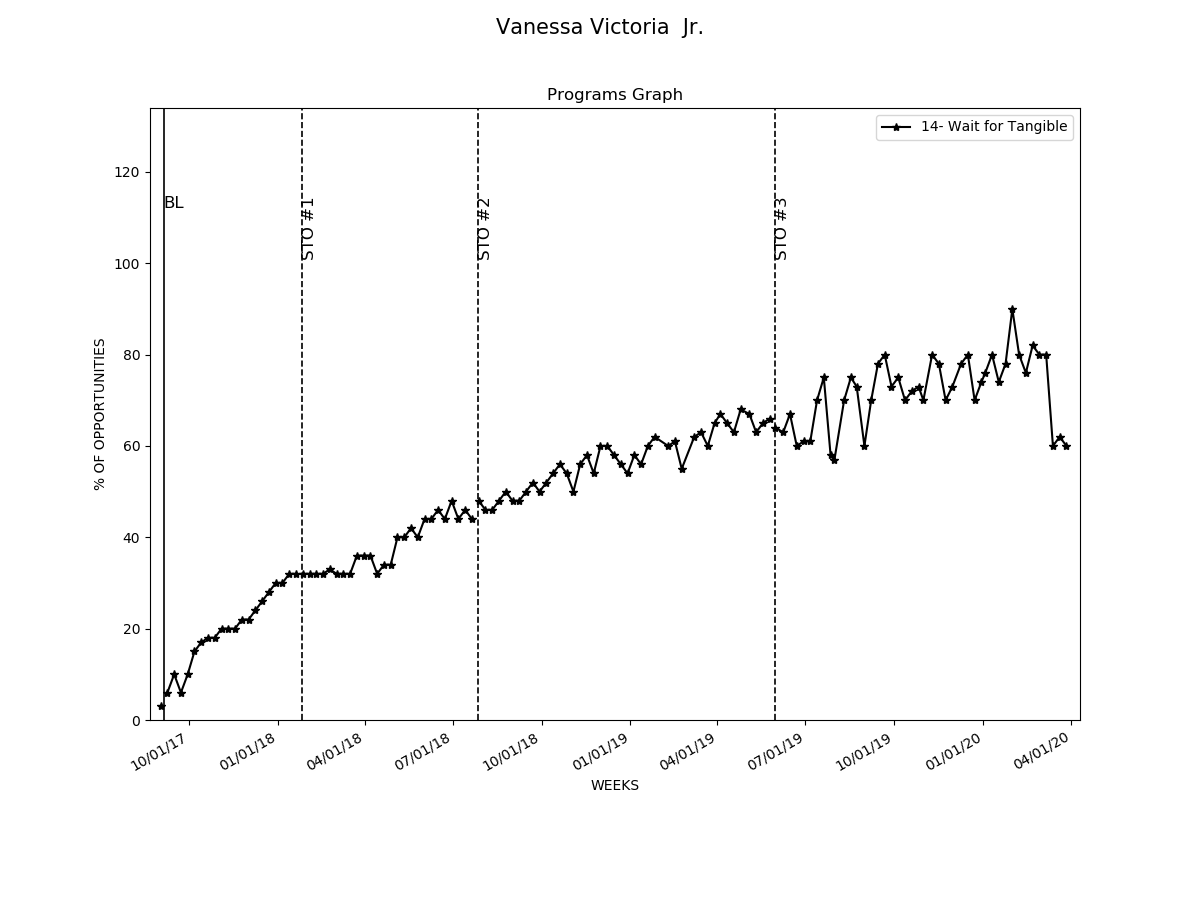 Vanessa Victoria  Jr.
Programs Graph
14- Wait for Tangible
BL
STO #1
STO #2
STO #3
% OF OPPORTUNITIES
120
100
80
60
40
20
0
10/01/17
01/01/18
04/01/18
07/01/18
10/01/18
01/01/19
04/01/19
07/01/19
10/01/19
01/01/20
04/01/20
WEEKS